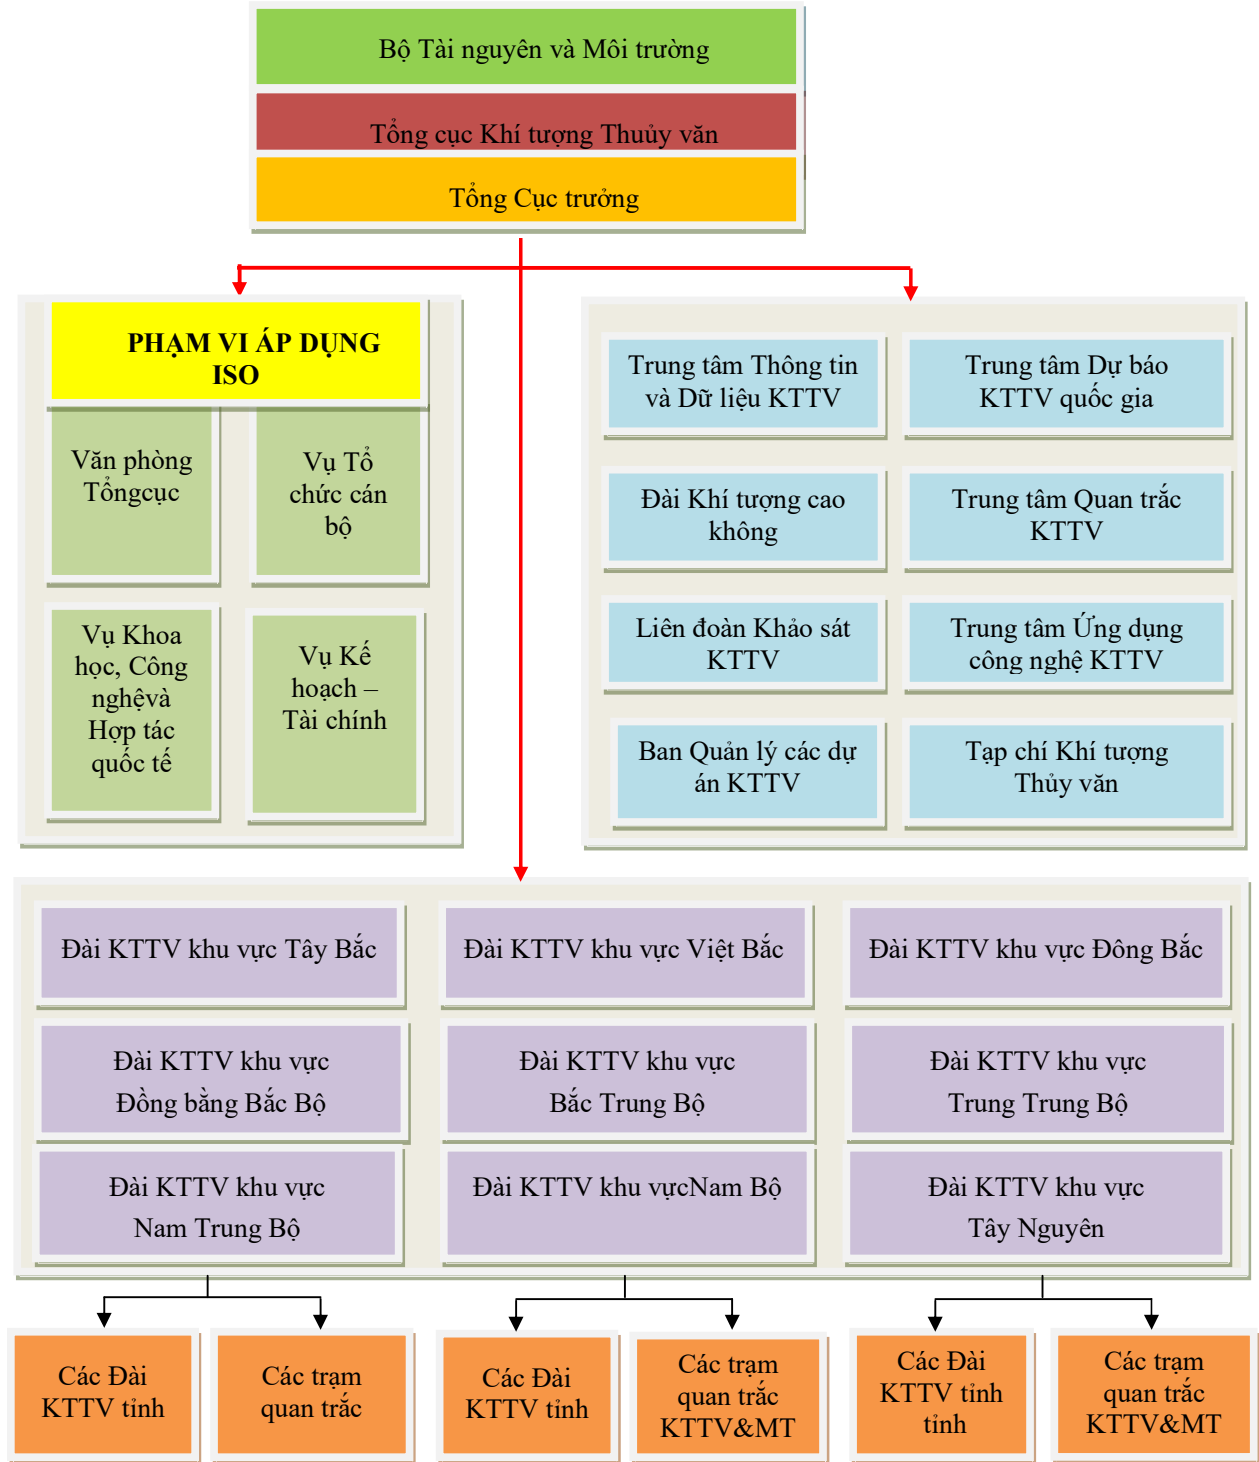 Bộ Tài nguyên và Môi trường
Tổng cục Khí tượng Thuủy văn
Tổng Cục trưởng
PHẠM VI ÁP DỤNG
ISO
Văn phòng
Tổngcục
Vụ Tổ
chức cán
bộ
Vụ Khoa
học, Công
nghệvà
Hợp tác
quốc tế
Vụ Kế
hoạch –
Tài chính
Trung tâm Thông tin
và Dữ liệu KTTV
Trung tâm Dự báo
KTTV quốc gia
Đài Khí tượng cao
không
Trung tâm Quan trắc
KTTV
Liên đoàn Khảo sát
KTTV
Trung tâm Ứng dụng
công nghệ KTTV
Ban Quản lý các dự
án KTTV
Tạp chí Khí tượng
Thủy văn
Đài KTTV khu vực Tây Bắc
Đài KTTV khu vực Việt Bắc
Đài KTTV khu vực Đông Bắc
Đài KTTV khu vực
Đồng bằng Bắc Bộ
Đài KTTV khu vực
Bắc Trung Bộ
Đài KTTV khu vực
Trung Trung Bộ
Đài KTTV khu vực
Nam Trung Bộ
Đài KTTV khu vựcNam Bộ
Đài KTTV khu vực
Tây Nguyên
Các Đài
KTTV tỉnh
Các trạm
quan trắc
Các Đài
KTTV tỉnh
Các trạm
quan trắc
KTTV&MT
Các Đài
KTTV tỉnh
tỉnh
Các trạm
quan trắc
KTTV&MT